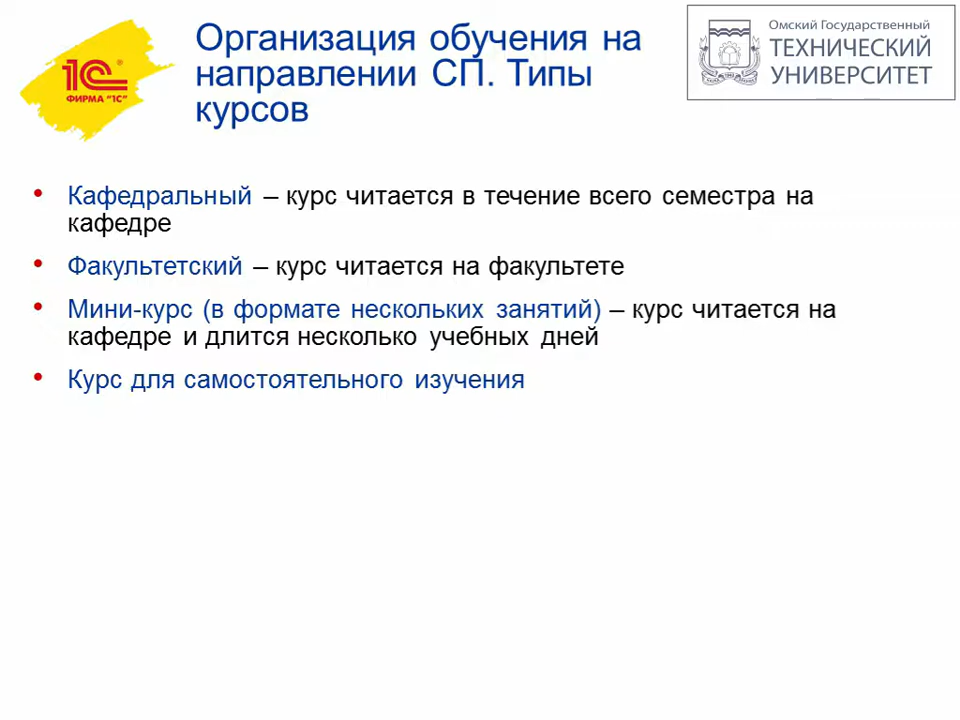 1С
ФИРМА "1С"
Организация обучения на
направлении СП. Типы
курсов
Омский Государственный
ТЕХНИЧЕСКИЙ
УНИВЕРСИТЕТ
• Кафедральный – курс читается в течение всего семестра на
кафедре
• Факультетский – курс читается на факультете
• Мини-курс (в формате нескольких занятий) – курс читается на
кафедре и длится несколько учебных дней
• Курс для самостоятельного изучения